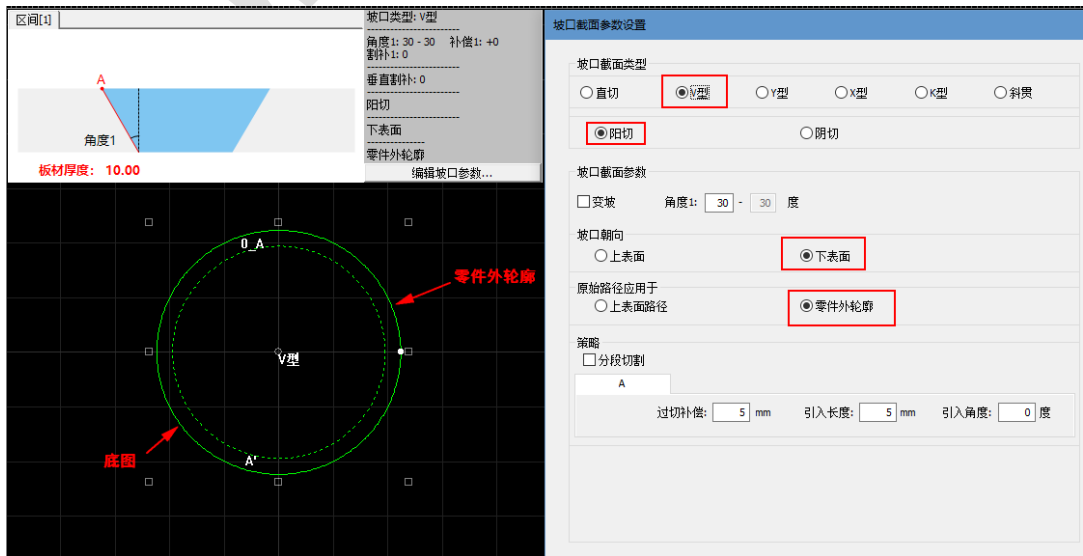 区间[1]
A
角度1
板材厚度: 10.00
坡口类型: V型
角度1: 30 - 30 补偿1: +0
割补1: 0
垂直割补: 0
阳切
下表面
零件外轮廓
编辑坡口参数...
0_A
零件外轮廓
V型
底图
A'
坡口截面参数设置
坡口截面类型
直切 V型 Y型 X型 K型 斜贯
阳切 阴切
坡口截面参数
变坡 角度1: 30 - 30 度
坡口朝向
上表面 下表面
原始路径应用于
上表面路径 零件外轮廓
策略
分段切割
A
过切补偿: 5 mm 引入长度: 5 mm 引入角度: 0 度